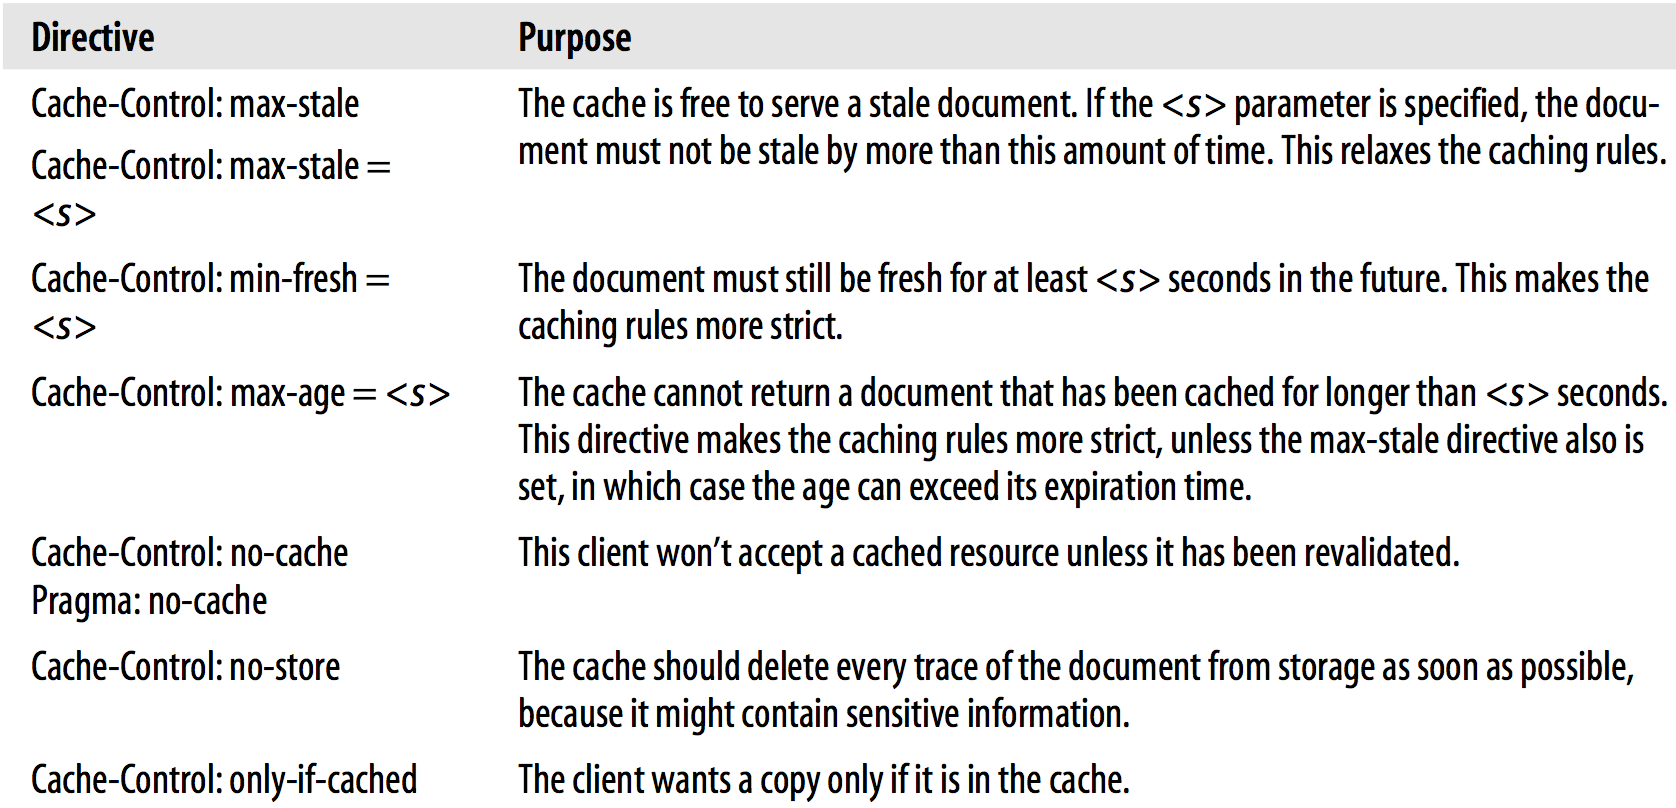 Directive Purpose
Cache-Control: max-stale
Cache-Control: max-stale =
<s>
The cache is free to serve a stale document. If the <s> parameter is specified, the docu-
ment must not be stale by more than this amount of time. This relaxes the caching rules.
Cache-Control: min-fresh =
<s>
The document must still be fresh for at least <s> seconds in the future. This makes the
caching rules more strict.
Cache-Control: max-age = <s>
The cache cannot return a document that has been cached for longer than <s> seconds.
This directive makes the caching rules more strict, unless the max-stale directive also is
set, in which case the age can exceed its expiration time.
Cache-Control: no-cache
Pragma: no-cache
This client won’t accept a cached resource unless it has been revalidated.
Cache-Control: no-store
The cache should delete every trace of the document from storage as soon as possible,
because it might contain sensitive information.
Cache-Control: only-if-cached
The client wants a copy only if it is in the cache.